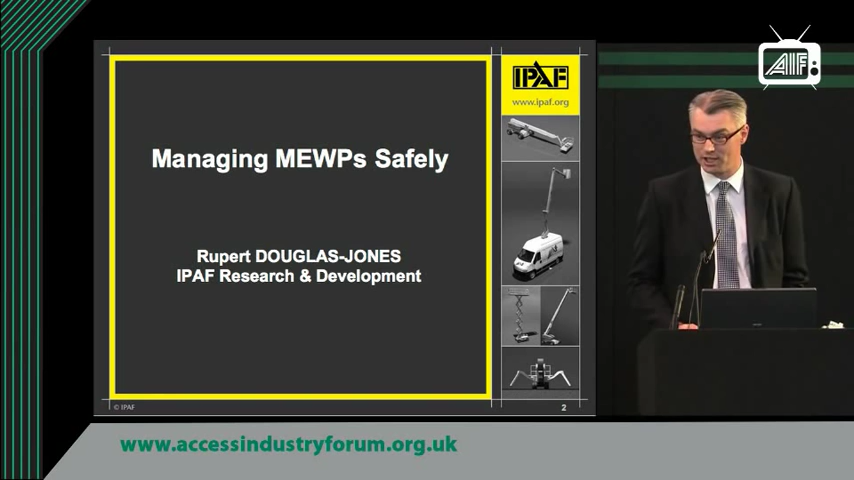 AIF
IPAF
www.ipaf.org
Managing MEWPs Safely
Rupert DOUGLAS-JONES
IPAF Research & Development
© IPAF
2
www.accessindustryforum.org.uk